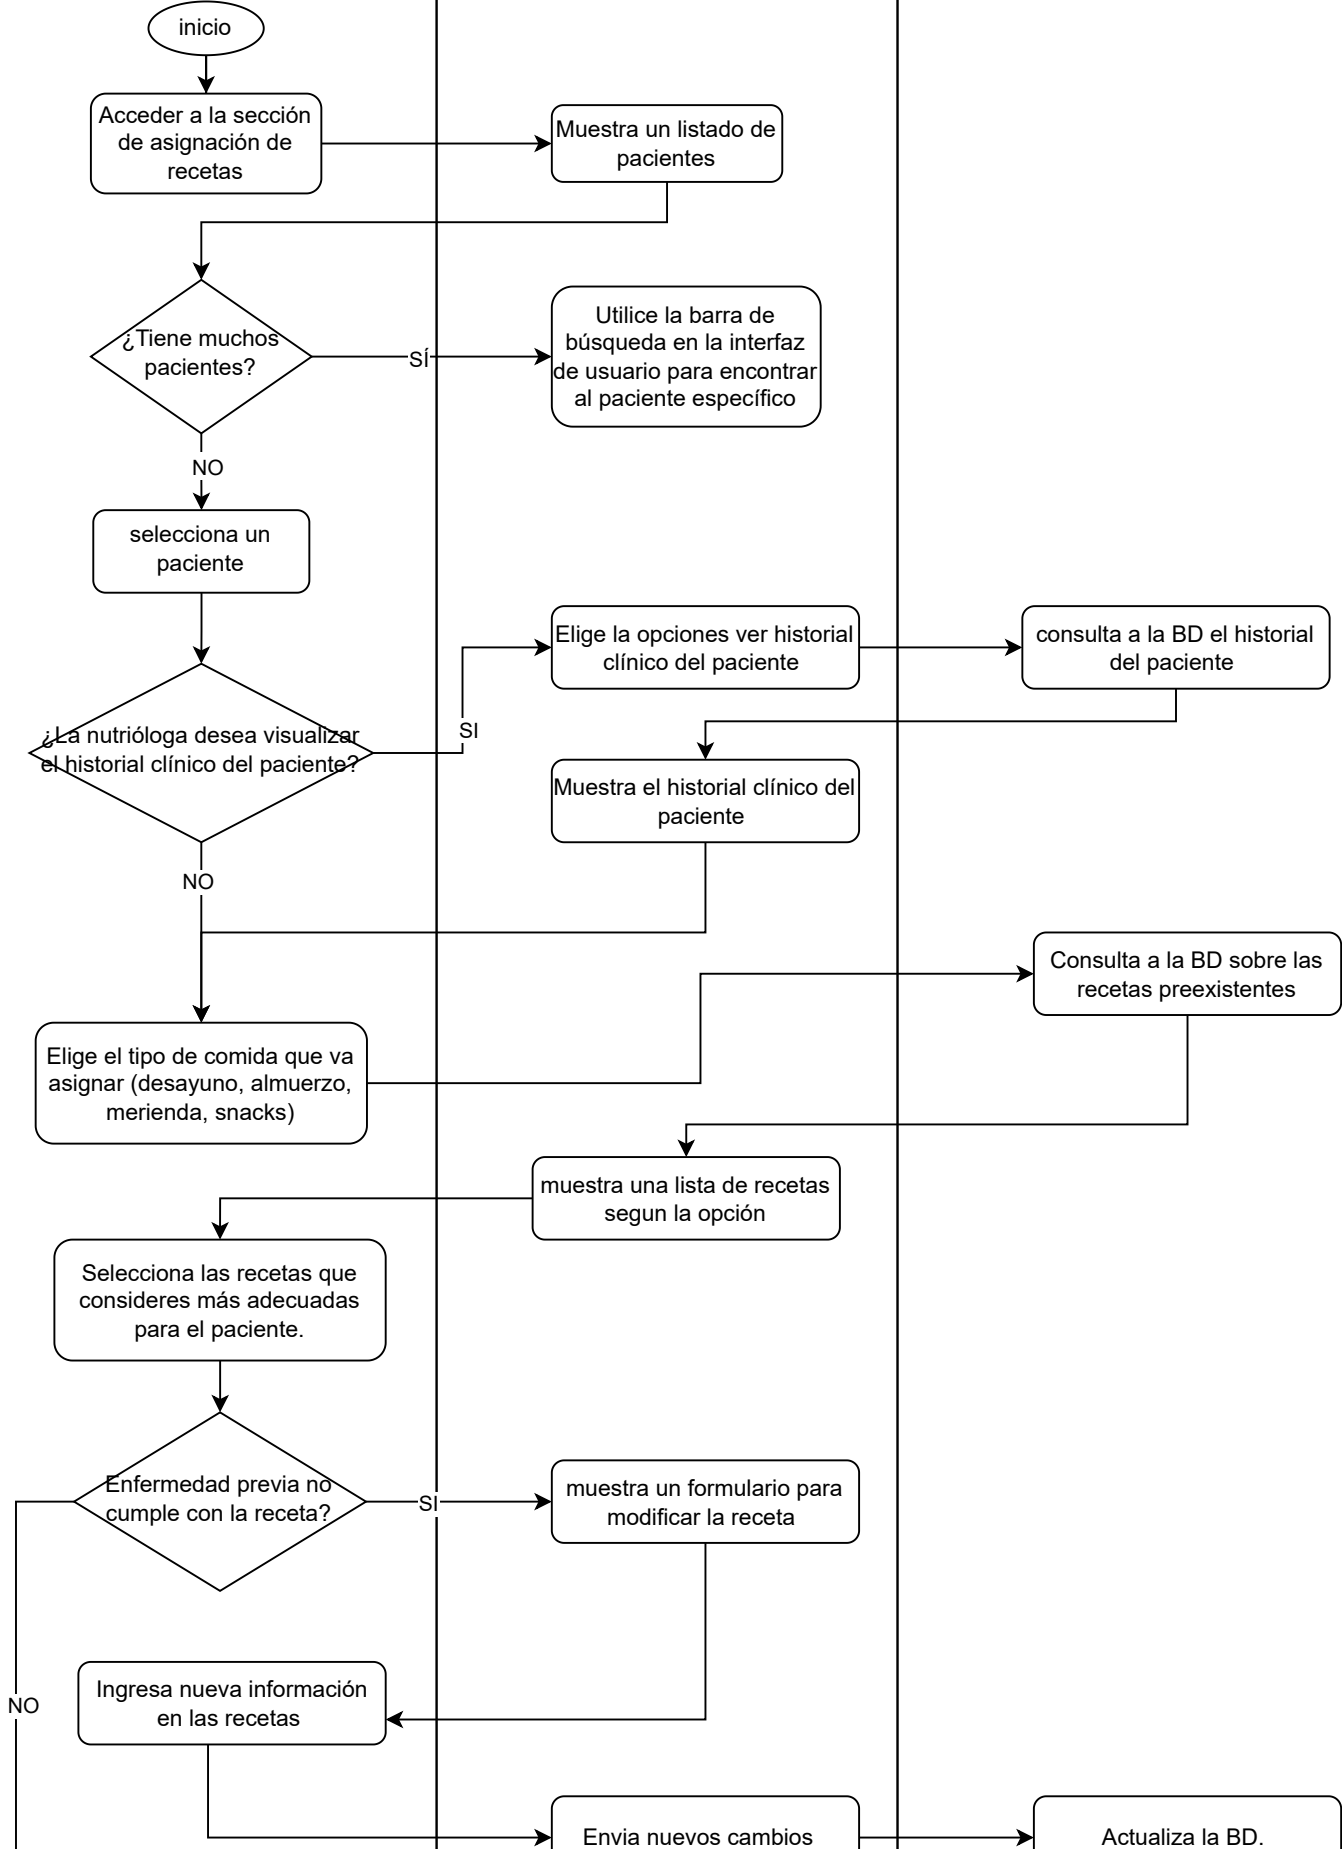 inicio
Acceder a la sección
de asignación de
recetas
Muestra un listado de
pacientes
¿Tiene muchos
pacientes?
SÍ
Utilice la barra de
búsqueda en la interfaz
de usuario para encontrar
al paciente específico
NO
selecciona un
paciente
Elige la opciones ver historial
clínico del paciente
consulta a la BD el historial
del paciente
¿La nutrióloga desea visualizar
el historial clínico del paciente?
SI
Muestra el historial clínico del
paciente
NO
Consulta a la BD sobre las
recetas preexistentes
Elige el tipo de comida que va
asignar (desayuno, almuerzo,
merienda, snacks)
muestra una lista de recetas
segun la opción
Selecciona las recetas que
consideres más adecuadas
para el paciente.
Enfermedad previa no
cumple con la receta?
SI
muestra un formulario para
modificar la receta
Ingresa nueva información
en las recetas
NO
Envia nuevos cambios
Actualiza la BD.